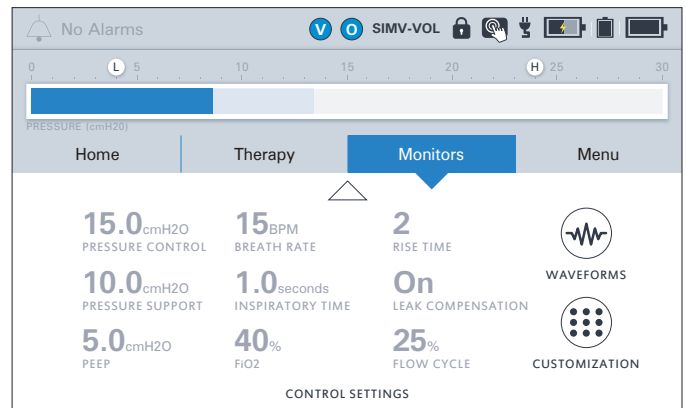 No Alarms V O SIMV-VOL
0 L 5 10 15 20 H 25 30
PRESSURE (cmH20)
Home Therapy Monitors Menu
15.0cmH2O 15BPM 2
PRESSURE CONTROL BREATH RATE RISE TIME
WAVEFORMS
10.0cmH2O 1.0seconds On
PRESSURE SUPPORT INSPIRATORY TIME LEAK COMPENSATION
5.0cmH2O 40% 25%
PEEP FiO2 FLOW CYCLE CUSTOMIZATION
CONTROL SETTINGS